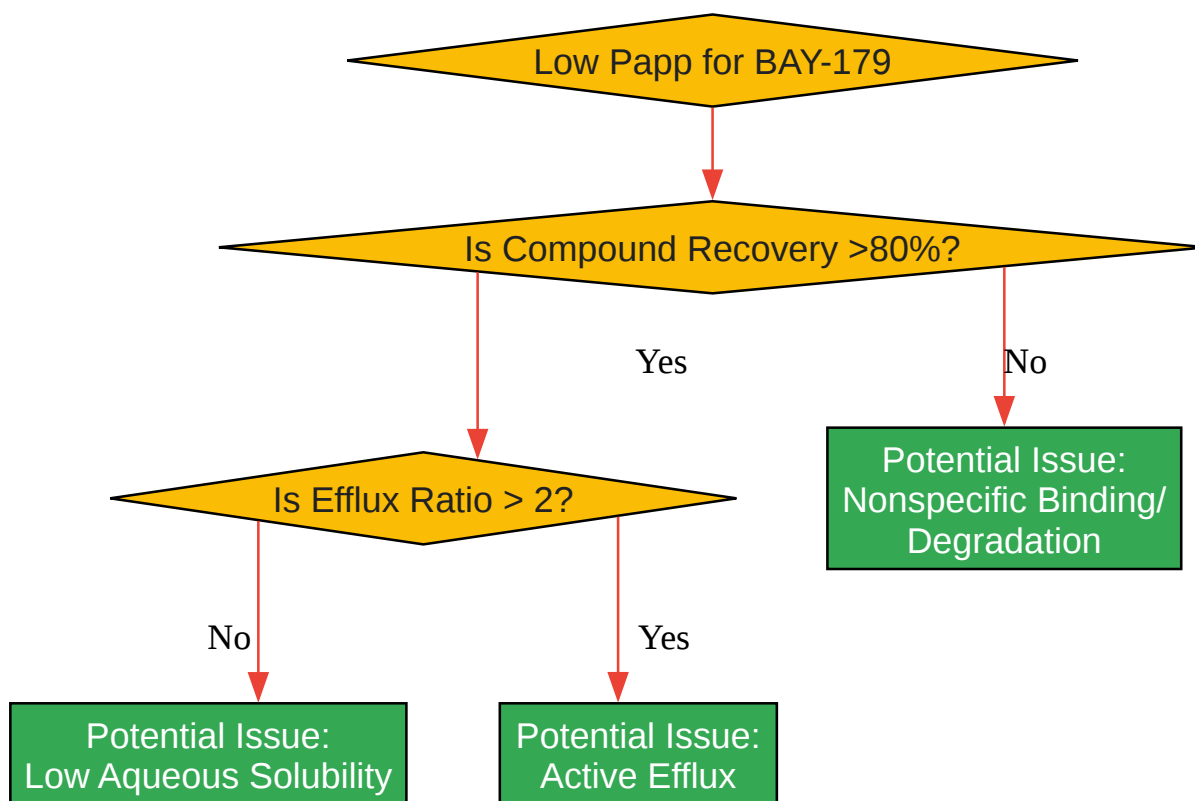 Low Papp for BAY-179
Is Compound Recovery >80%?
Yes
No
Potential Issue:
Nonspecific Binding/
Degradation
Is Efflux Ratio > 2?
No
Yes
Potential Issue:
Low Aqueous Solubility
Potential Issue:
Active Efflux